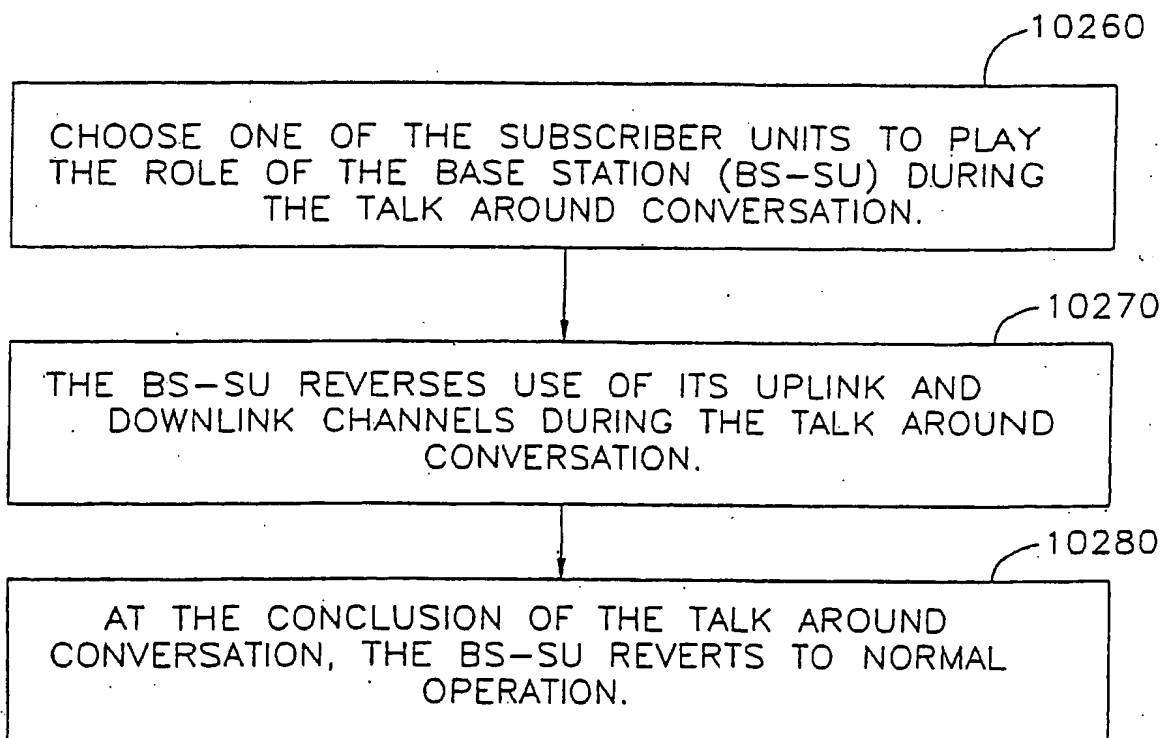 10260
CHOOSE ONE OF THE SUBSCRIBER UNITS TO PLAY
THE ROLE OF THE BASE STATION (BS-SU) DURING
THE TALK AROUND CONVERSATION.
10270
THE BS-SU REVERSES USE OF ITS UPLINK AND
DOWNLINK CHANNELS DURING THE TALK AROUND
CONVERSATION.
10280
AT THE CONCLUSION OF THE TALK AROUND
CONVERSATION, THE BS-SU REVERTS TO NORMAL
OPERATION.